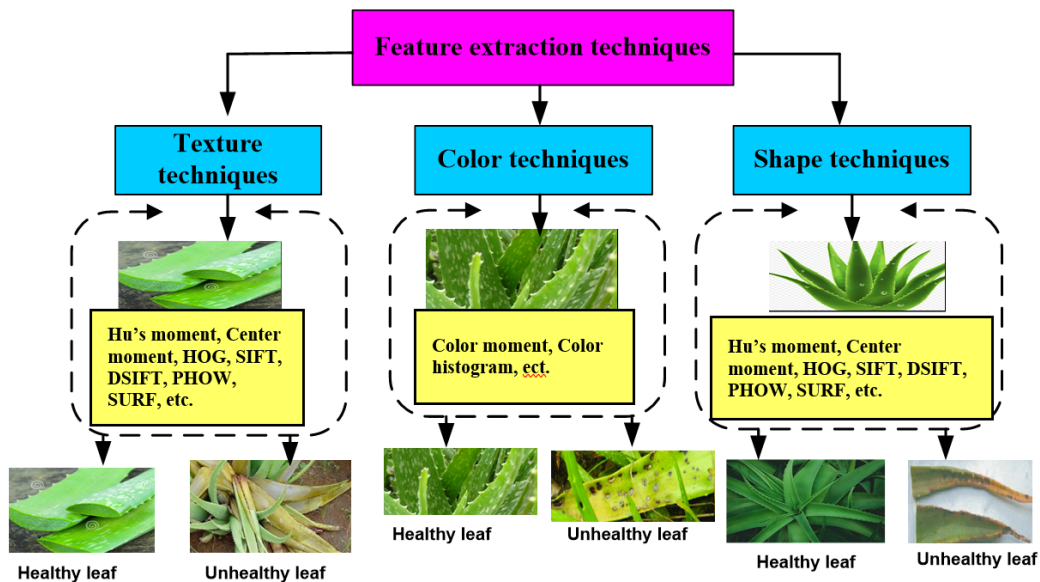 Feature extraction techniques
Texture
techniques
Color techniques
Shape techniques
Hu's moment, Center
moment, HOG, SIFT,
DSIFT, PHOW,
SURF, etc.
Color moment, Color
histogram, ect.
Hu's moment, Center
moment, HOG, SIFT, DSIFT,
PHOW, SURF, etc.
Healthy leaf
Unhealthy leaf
Healthy leaf
Unhealthy leaf
Healthy leaf
Unhealthy leaf